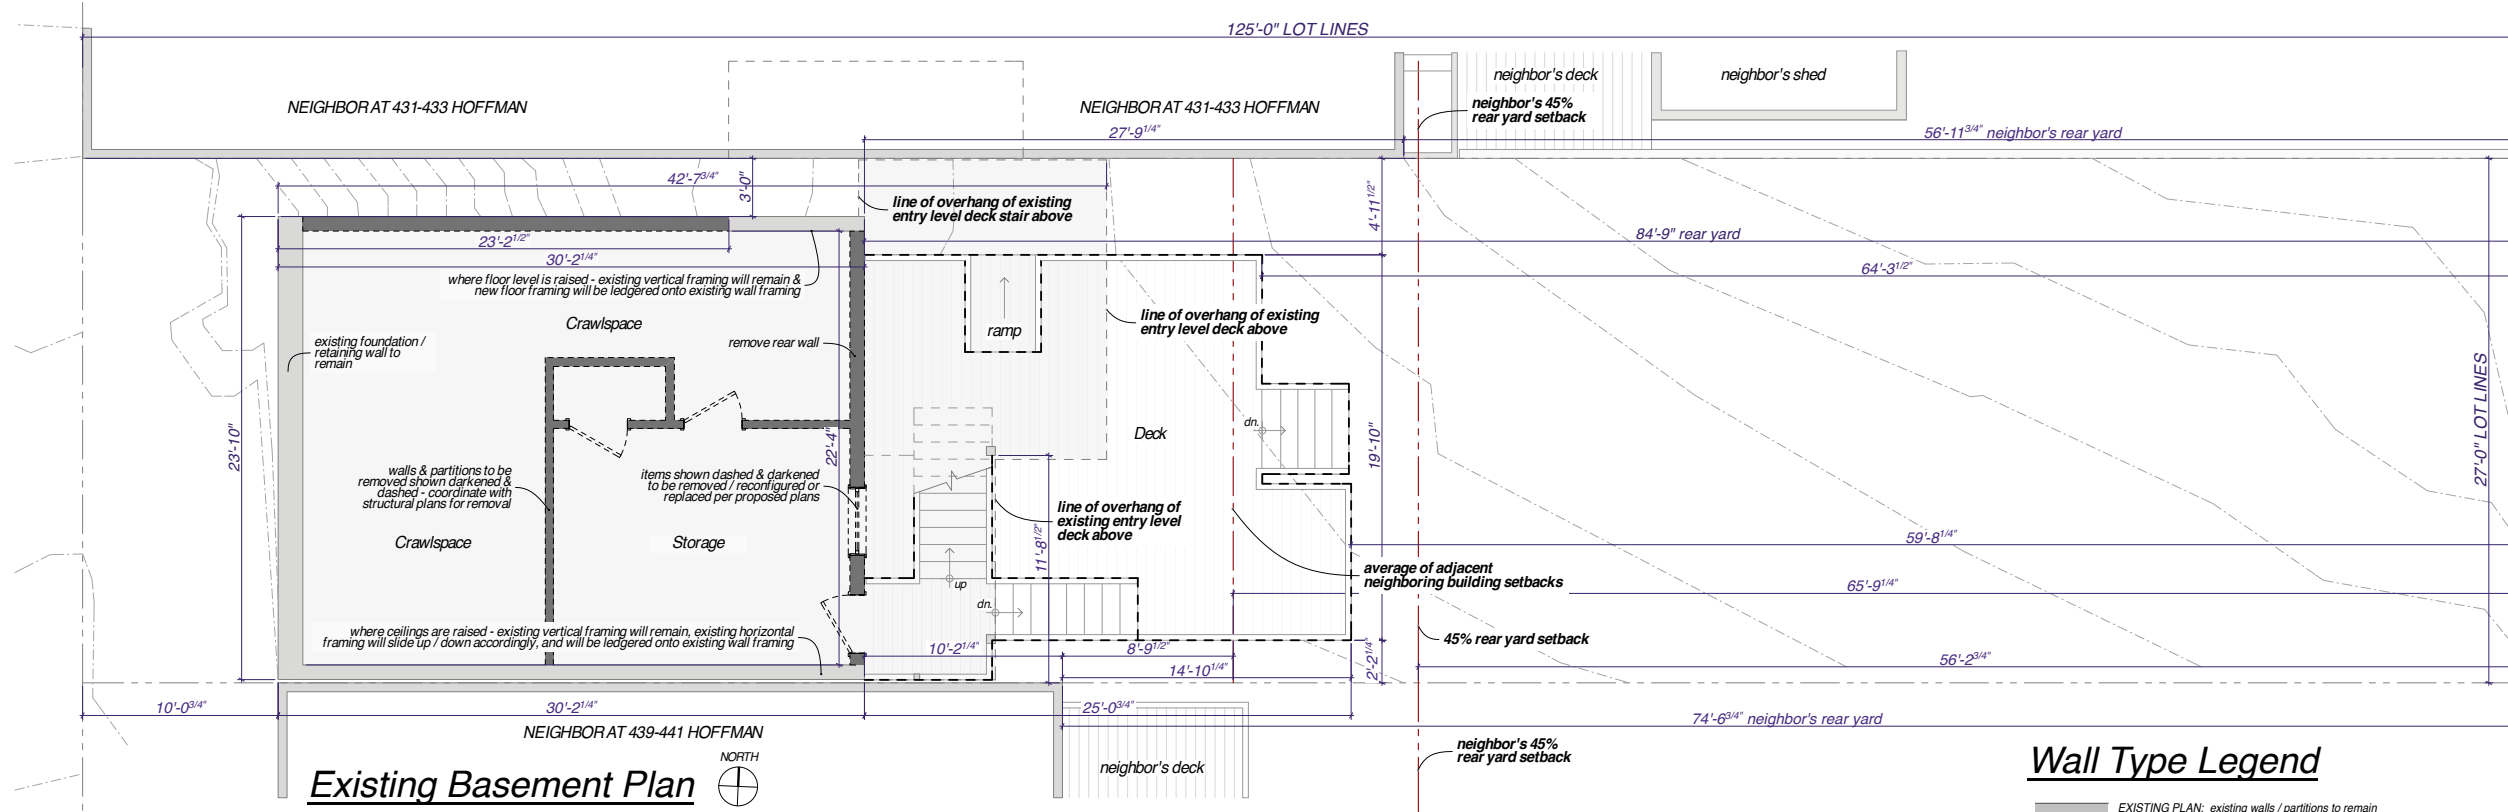 125'-0" LOT LINES
neighbor's deck
neighbor's shed
NEIGHBOR AT 431-433 HOFFMAN
NEIGHBOR AT 431-433 HOFFMAN
neighbor's 45%
rear yard setback
27'-9 1/4"
56'-11 3/4" neighbor's rear yard
42'-7 3/4"
3'-0"
line of overhang of existing
entry level deck stair above
4'-11 1/2"
23'-2 1/2"
84'-9" rear yard
30'-2 1/4"
64'-3 1/2"
where floor level is raised - existing vertical framing will remain &
new floor framing will be ledgered onto existing wall framing
Crawlspace
ramp
line of overhang of existing
entry level deck above
existing foundation /
retaining wall to
remain
remove rear wall
27'-0" LOT LINES
23'-10"
22'-4"
Deck
dn.
19'-10"
walls & partitions to be
removed shown darkened &
dashed - coordinate with
structural plans for removal
items shown dashed & darkened
to be removed / reconfigured or
replaced per proposed plans
line of overhang of
existing entry level
deck above
Crawlspace
Storage
11'-8 1/2"
59'-8 1/4"
average of adjacent
neighboring building setbacks
up
65'-9 1/4"
dn.
where ceilings are raised - existing vertical framing will remain, existing horizontal
framing will slide up / down accordingly, and will be ledgered onto existing wall framing
45% rear yard setback
10'-2 1/4"
8'-9 1/2"
2'-2 1/4"
56'-2 3/4"
14'-10 1/4"
10'-0 3/4"
30'-2 1/4"
25'-0 3/4"
74'-6 3/4" neighbor's rear yard
NEIGHBOR AT 439-441 HOFFMAN
neighbor's 45%
rear yard setback
NORTH
Existing Basement Plan
neighbor's deck
Wall Type Legend
EXISTING PLAN: existing walls / partitions to remain